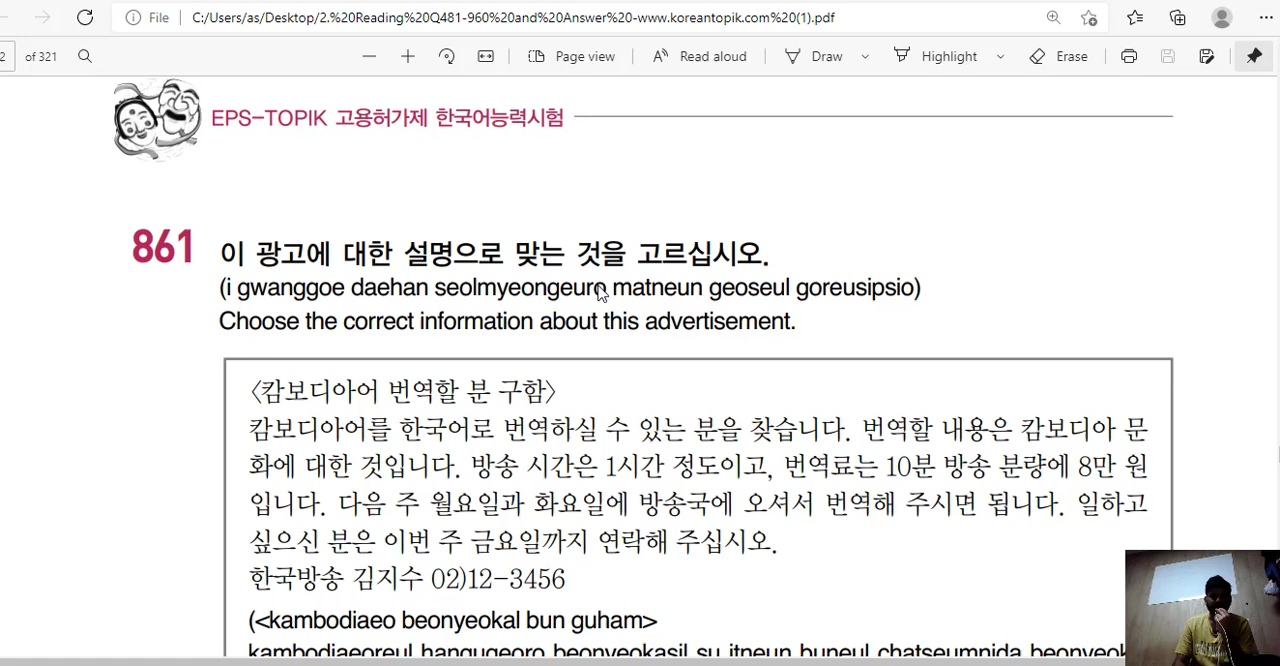 File C:/Users/as/Desktop/2.%20Reading%20Q481-960%20and%20Answer%20-www.koreantopik.com%20(1).pdf
2 of 321 Page view Read aloud Draw Highlight Erase
EPS-TOPIK 고용허가제 한국어능력시험
861 이 광고에 대한 설명으로 맞는 것을 고르십시오.
(i gwanggoe daehan seolmyeongeuro matneun geoseul goreusipsio)
Choose the correct information about this advertisement.
〈캄보디아어 번역할 분 구함〉
캄보디아어를 한국어로 번역하실 수 있는 분을 찾습니다. 번역할 내용은 캄보디아 문
화에 대한 것입니다. 방송 시간은 1시간 정도이고, 번역료는 10분 방송 분량에 8만 원
입니다. 다음 주 월요일과 화요일에 방송국에 오셔서 번역해 주시면 됩니다. 일하고
싶으신 분은 이번 주 금요일까지 연락해 주십시오.
한국방송 김지수 02)12-3456
(<kambodiaeo beonyeokal bun guham>
kambodiaeoreul hangugeoro beonyeokasil su itneun buneul chatseumnida beonyeok